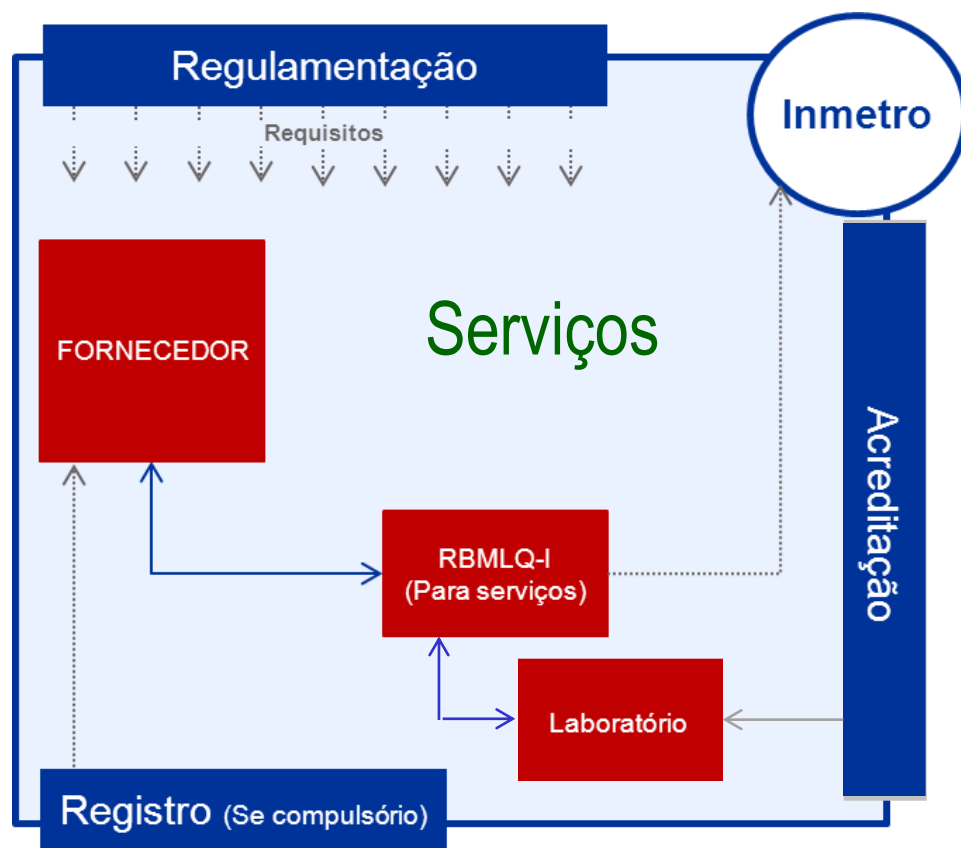 Regulamentação
Inmetro
Requisitos
Serviços
FORNECEDOR
Acreditação
RBMLQ-I
(Para serviços)
Laboratório
Registro (Se compulsório)